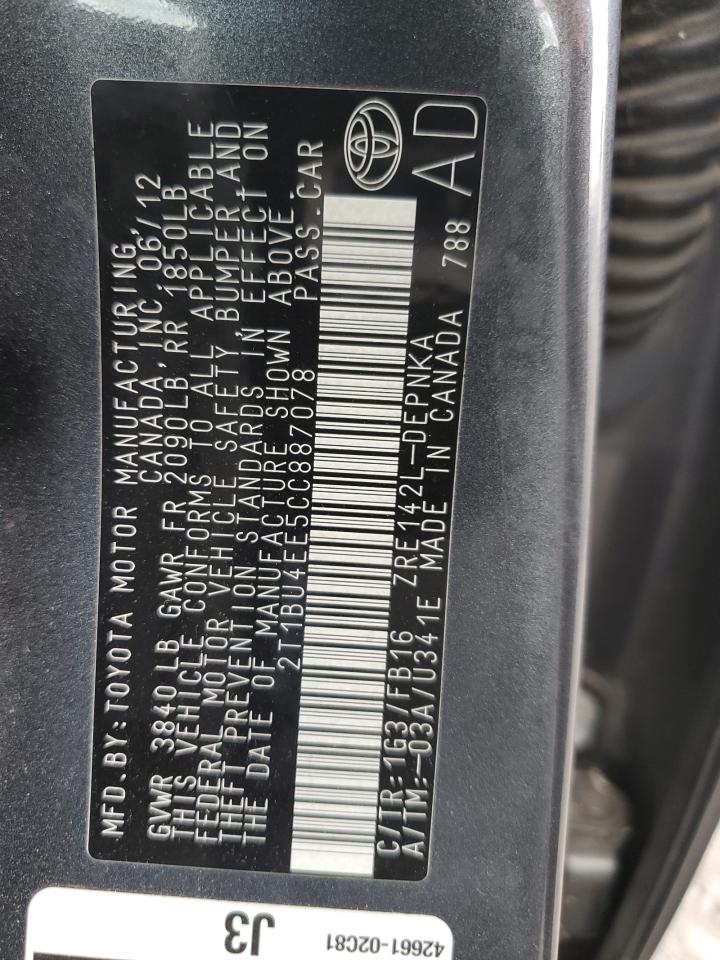 MFD.BY:TOYOTA MOTOR MANUFACTURING,
CANADA, INC. 06/12
GVWR 3840LB GAWR FR 2090LB, RR 1850LB
THIS VEHICLE CONFORMS TO ALL APPLICABLE
FEDERAL MOTOR VEHICLE SAFETY, BUMPER AND
THEFT PREVENTION STANDARDS IN EFFECT ON
THE DATE OF MANUFACTURE SHOWN ABOVE.
2T1BU4EE5CC887078 PASS.CAR
C/TR:1G3/FB16 ZRE142L-DEPNKA
A/TM:-03A/U341E MADE IN CANADA 788
AD
J3
42661-02C81